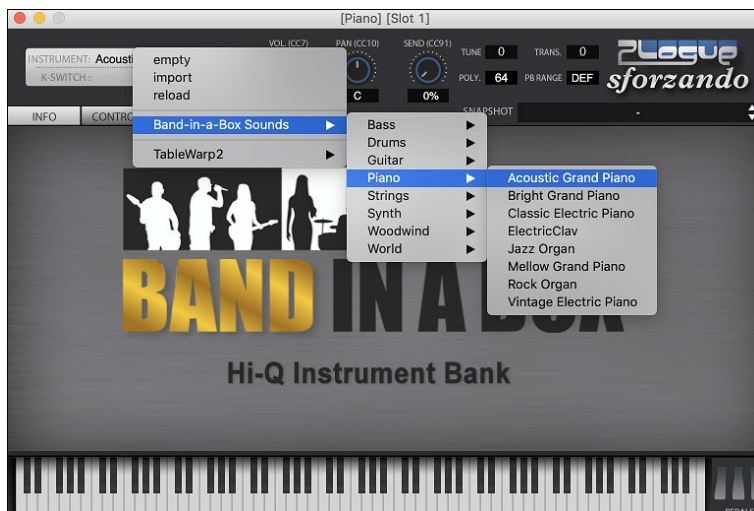 [Piano] [Slot 1]
INSTRUMENT: Acousti
K-SWITCH :
VOL. (CC7)
PAN (CC10)
C
SEND (CC91)
0%
TUNE 0
TRANS. 0
POLY. 64
PB RANGE DEF
PLOGUE
sforzando
INFO
CONTRO
SNAPSHOT
-
empty
import
reload
Band-in-a-Box Sounds
TableWarp2
Bass
Drums
Guitar
Piano
Strings
Synth
Woodwind
World
Acoustic Grand Piano
Bright Grand Piano
Classic Electric Piano
ElectricClav
Jazz Organ
Mellow Grand Piano
Rock Organ
Vintage Electric Piano
BAND IN A BOX
Hi-Q Instrument Bank